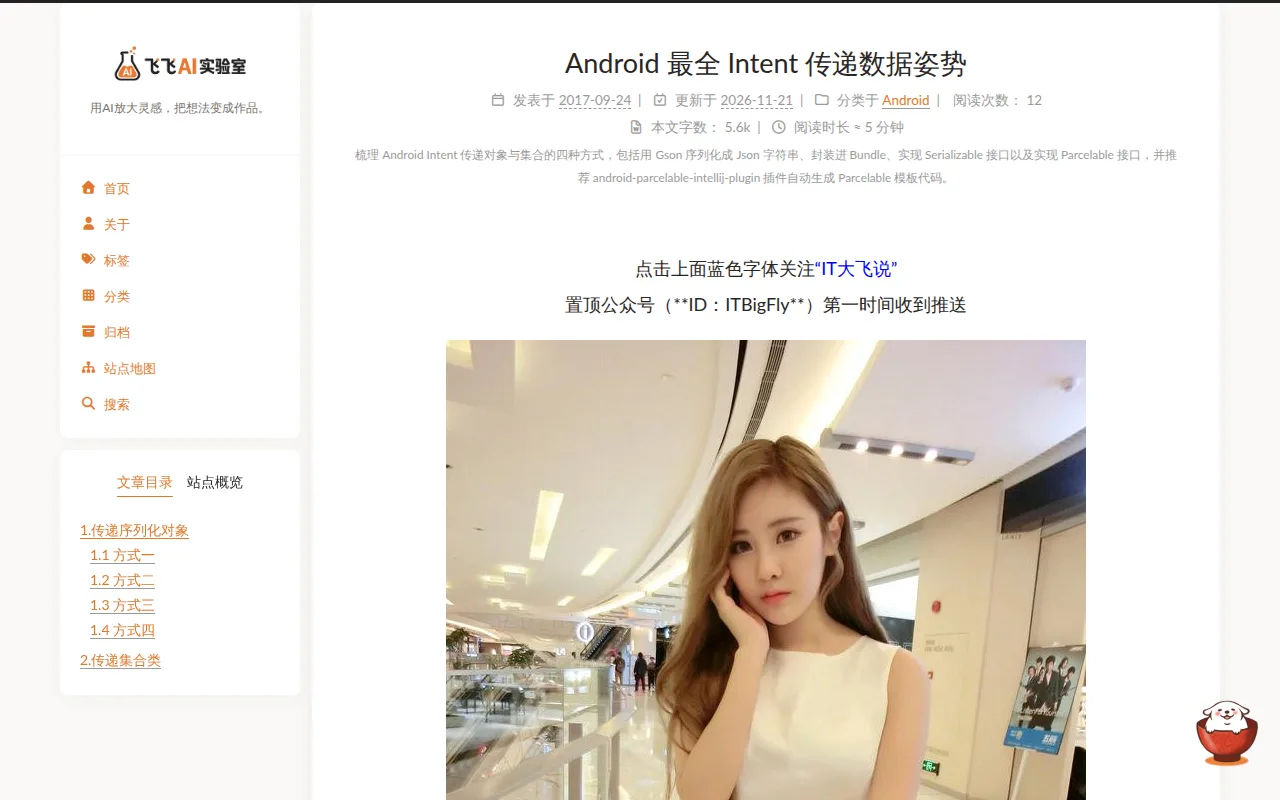 飞飞AI实验室
用AI放大灵感，把想法变成作品。
首页
关于
标签
分类
归档
站点地图
搜索
文章目录 站点概览
1.传递序列化对象
1.1 方式一
1.2 方式二
1.3 方式三
1.4 方式四
2.传递集合类
Android 最全 Intent 传递数据姿势
发表于 2017-09-24 | 更新于 2026-11-21 | 分类于 Android | 阅读次数： 12
本文字数： 5.6k | 阅读时长 ≈ 5 分钟
梳理 Android Intent 传递对象与集合的四种方式，包括用 Gson 序列化成 Json 字符串、封装进 Bundle、实现 Serializable 接口以及实现 Parcelable 接口，并推
荐 android-parcelable-intellij-plugin 插件自动生成 Parcelable 模板代码。
点击上面蓝色字体关注“IT大飞说”
置顶公众号（**ID：ITBigFly**）第一时间收到推送